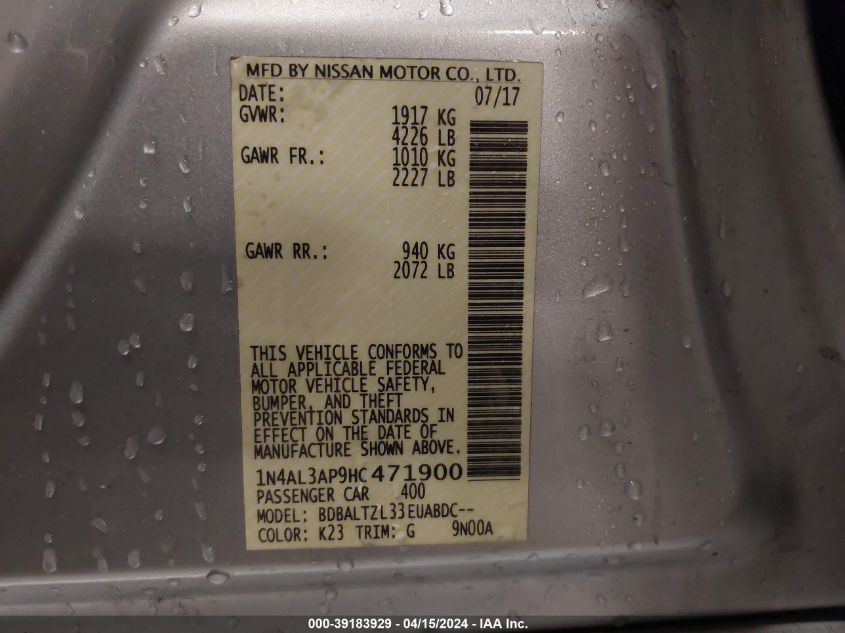 MFD BY NISSAN MOTOR CO., LTD.
DATE: 07/17
GVWR: 1917 KG
4226 LB
GAWR FR.: 1010 KG
2227 LB
GAWR RR.: 940 KG
2072 LB
THIS VEHICLE CONFORMS TO
ALL APPLICABLE FEDERAL
MOTOR VEHICLE SAFETY,
BUMPER, AND THEFT
PREVENTION STANDARDS IN
EFFECT ON THE DATE OF
MANUFACTURE SHOWN ABOVE.
1N4AL3AP9HC471900
PASSENGER CAR 400
MODEL: BDBALTZL33EUABDC--
COLOR: K23 TRIM: G 9N00A
000-39183929 - 04/15/2024 - IAA Inc.